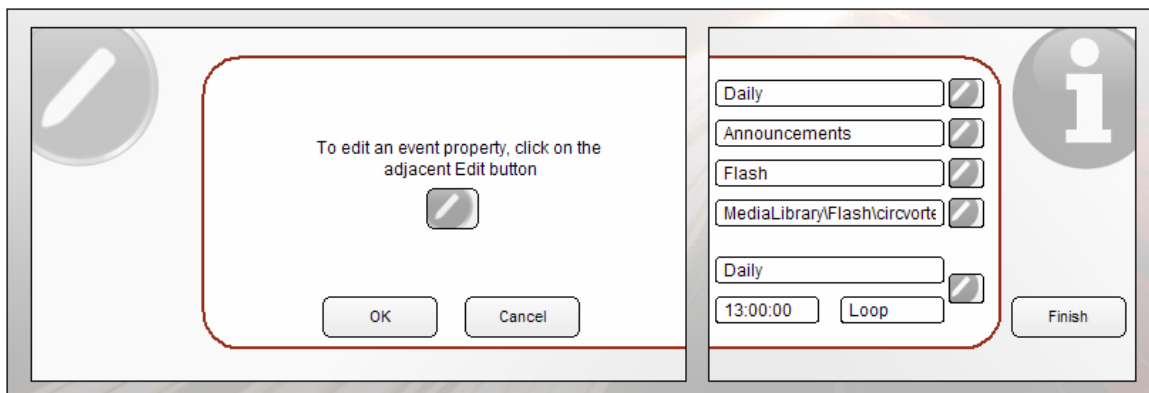 To edit an event property, click on the
adjacent Edit button
OK
Cancel
Daily
Announcements
Flash
MediaLibrary\Flash\circvorte
Daily
13:00:00
Loop
Finish